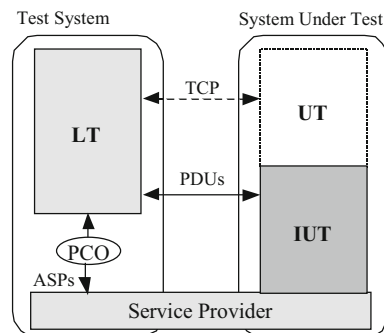 Test System
System Under Test
TCP
LT
UT
PDUs
IUT
PCO
ASPs
Service Provider